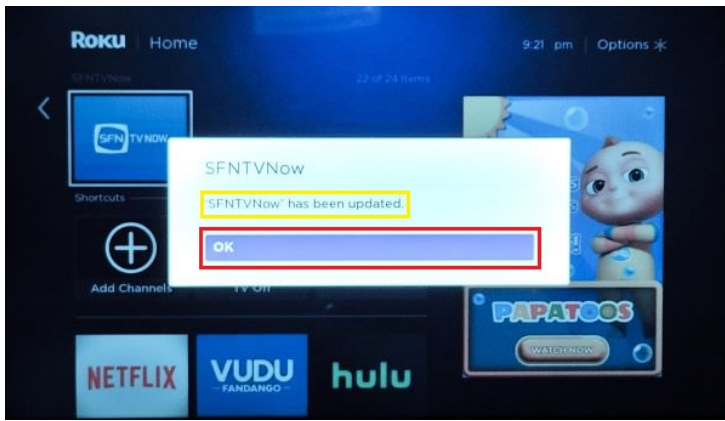 Roku Home 9:21 pm Options
SFNTVNow 22 of 24 Items
SFN TV NOW
SFNTVNow
'SFNTVNow' has been updated.
Shortcuts
OK
Add Channels TV Off
PAPATOOS
WATCH NOW
NETFLIX
VUDU
FANDANGO
hulu